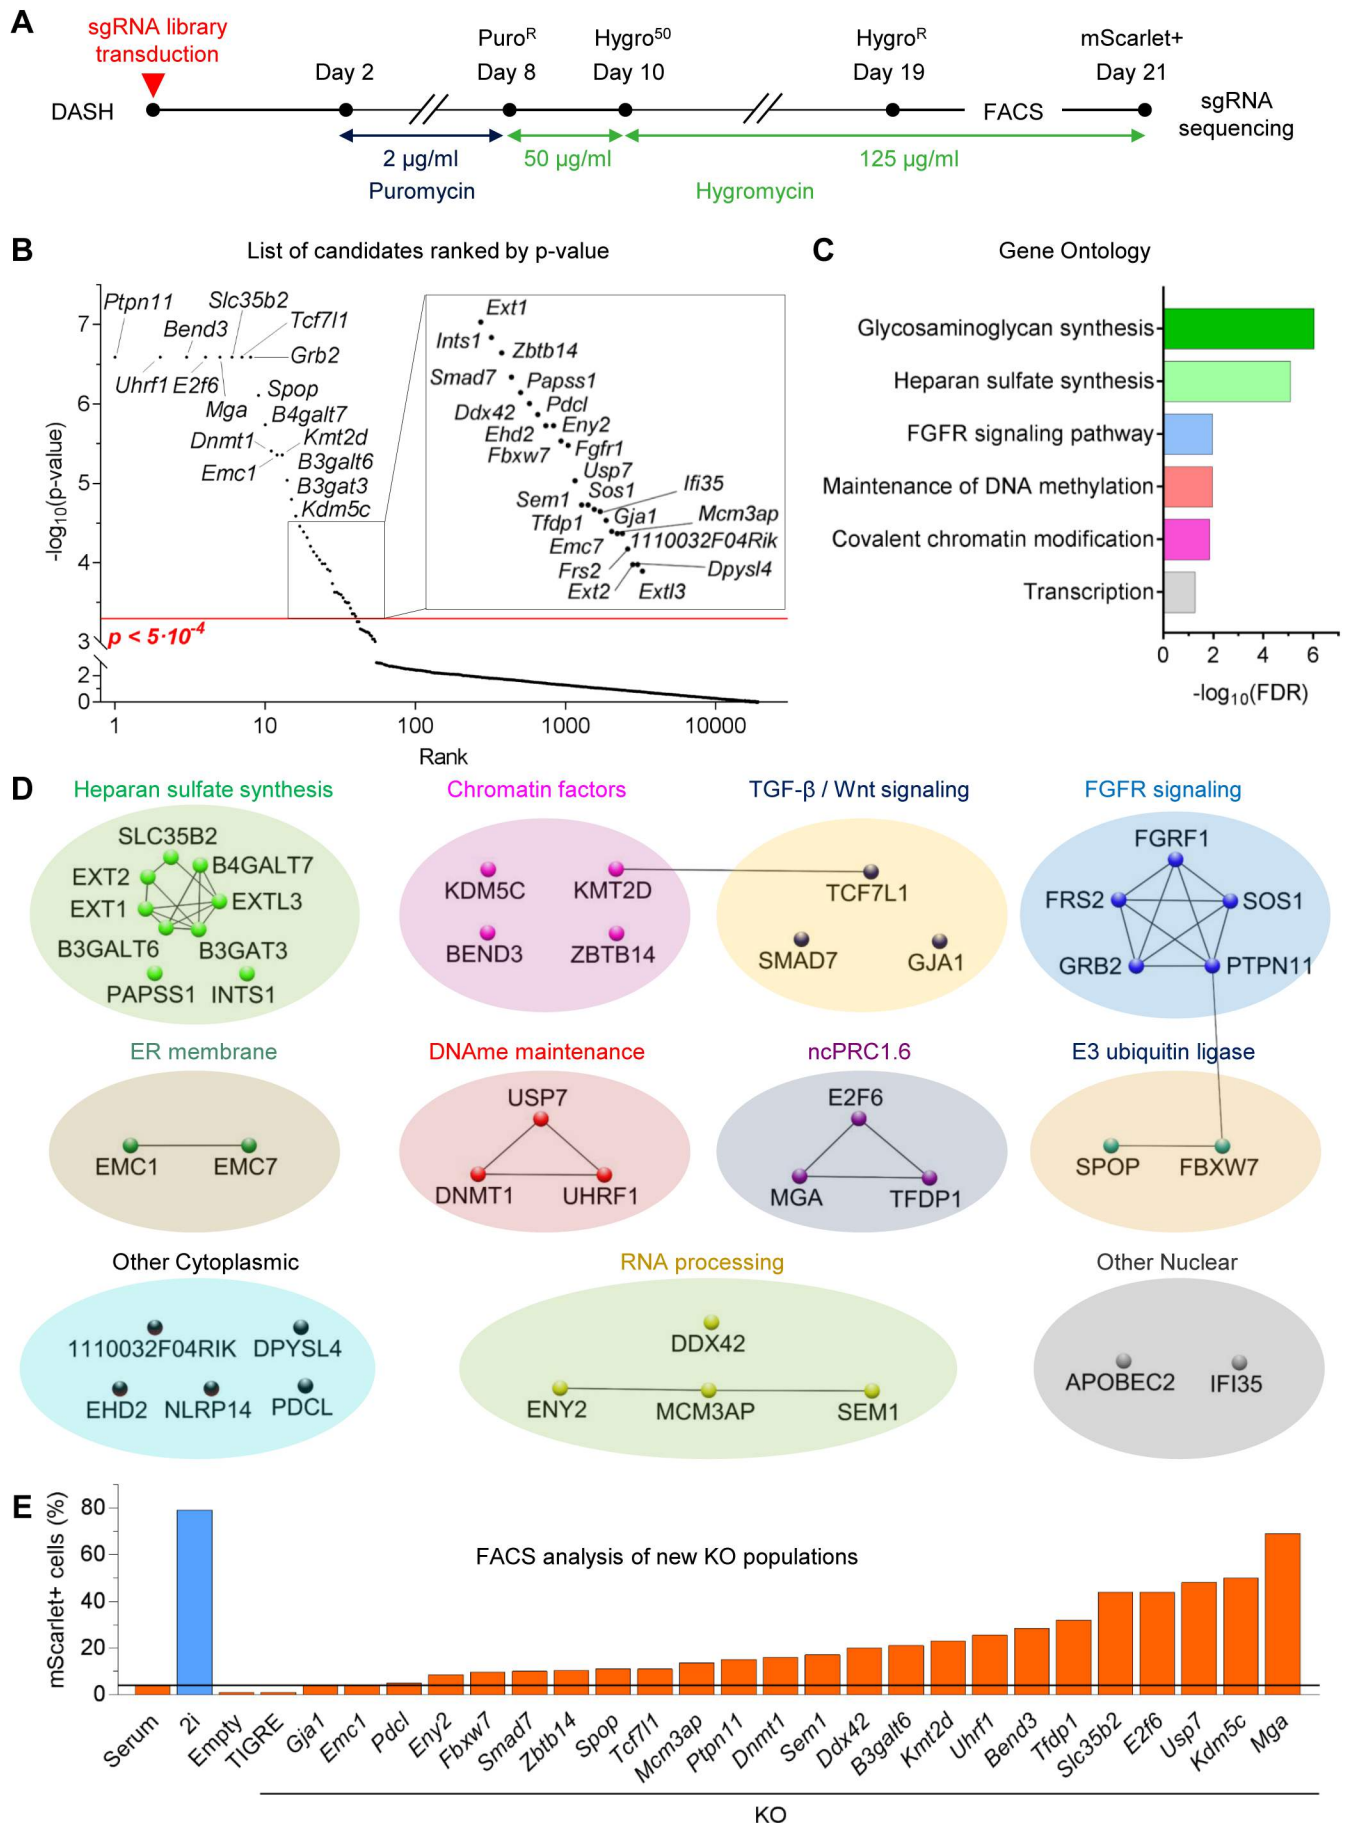 A
sgRNA library
transduction
Puro^R
Hygro^50
Hygro^R
mScarlet+
Day 2
Day 8
Day 10
Day 19
Day 21
DASH
FACS
sgRNA
sequencing
2 µg/ml
50 µg/ml
125 µg/ml
Puromycin
Hygromycin
B
List of candidates ranked by p-value
-log10(p-value)
7
6
5
4
3
2
0
Ptpn11
Slc35b2
Bend3
Tcf7l1
Grb2
Uhrf1
E2f6
Mga
Spop
B4galt7
Dnmt1
Kmt2d
Emc1
B3galt6
B3gat3
Kdm5c
Ext1
Ints1
Zbtb14
Smad7
Papss1
Ddx42
Pdcl
Ehd2
Eny2
Fbxw7
Fgfr1
Usp7
Sem1
Sos1
Ifi35
Tfdp1
Gja1
Mcm3ap
Emc7
1110032F04Rik
Frs2
Dpysl4
Ext2
Extl3
p < 5·10^-4
1
10
100
1000
10000
Rank
C
Gene Ontology
Glycosaminoglycan synthesis
Heparan sulfate synthesis
FGFR signaling pathway
Maintenance of DNA methylation
Covalent chromatin modification
Transcription
0
2
4
6
-log10(FDR)
D
Heparan sulfate synthesis
SLC35B2
B4GALT7
EXT2
EXT1
EXTL3
B3GALT6
B3GAT3
PAPSS1
INTS1
Chromatin factors
KDM5C
KMT2D
BEND3
ZBTB14
TGF-β / Wnt signaling
TCF7L1
SMAD7
GJA1
FGFR signaling
FGRF1
FRS2
SOS1
GRB2
PTPN11
ER membrane
EMC1
EMC7
DNAme maintenance
USP7
DNMT1
UHRF1
ncPRC1.6
E2F6
MGA
TFDP1
E3 ubiquitin ligase
SPOP
FBXW7
Other Cytoplasmic
1110032F04RIK
DPYSL4
EHD2
NLRP14
PDCL
RNA processing
DDX42
ENY2
MCM3AP
SEM1
Other Nuclear
APOBEC2
IFI35
E
mScarlet+ cells (%)
80
60
40
20
0
FACS analysis of new KO populations
Serum
2i
Empty
TIGRE
Gja1
Emc1
Pdcl
Eny2
Fbxw7
Smad7
Zbtb14
Spop
Tcf7l1
Mcm3ap
Ptpn11
Dnmt1
Sem1
Ddx42
B3galt6
Kmt2d
Uhrf1
Bend3
Tfdp1
Slc35b2
E2f6
Usp7
Kdm5c
Mga
KO